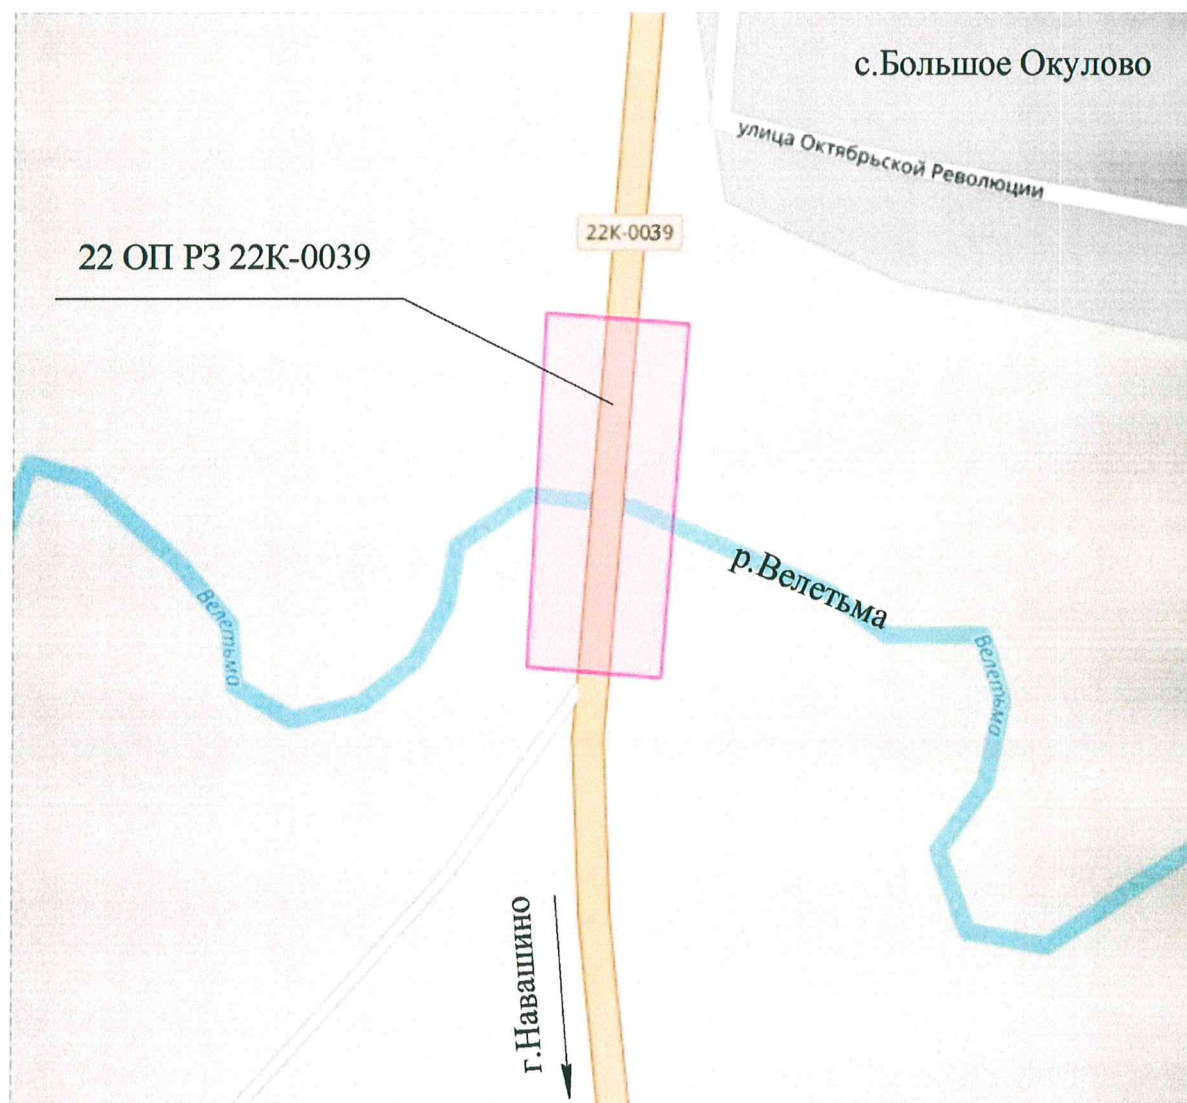 с.Большое Окулово
улица Октябрьской Революции
22К-0039
22 ОП РЗ 22К-0039
р.Велетьма
Велетьма
Велетьма
г.Навашино